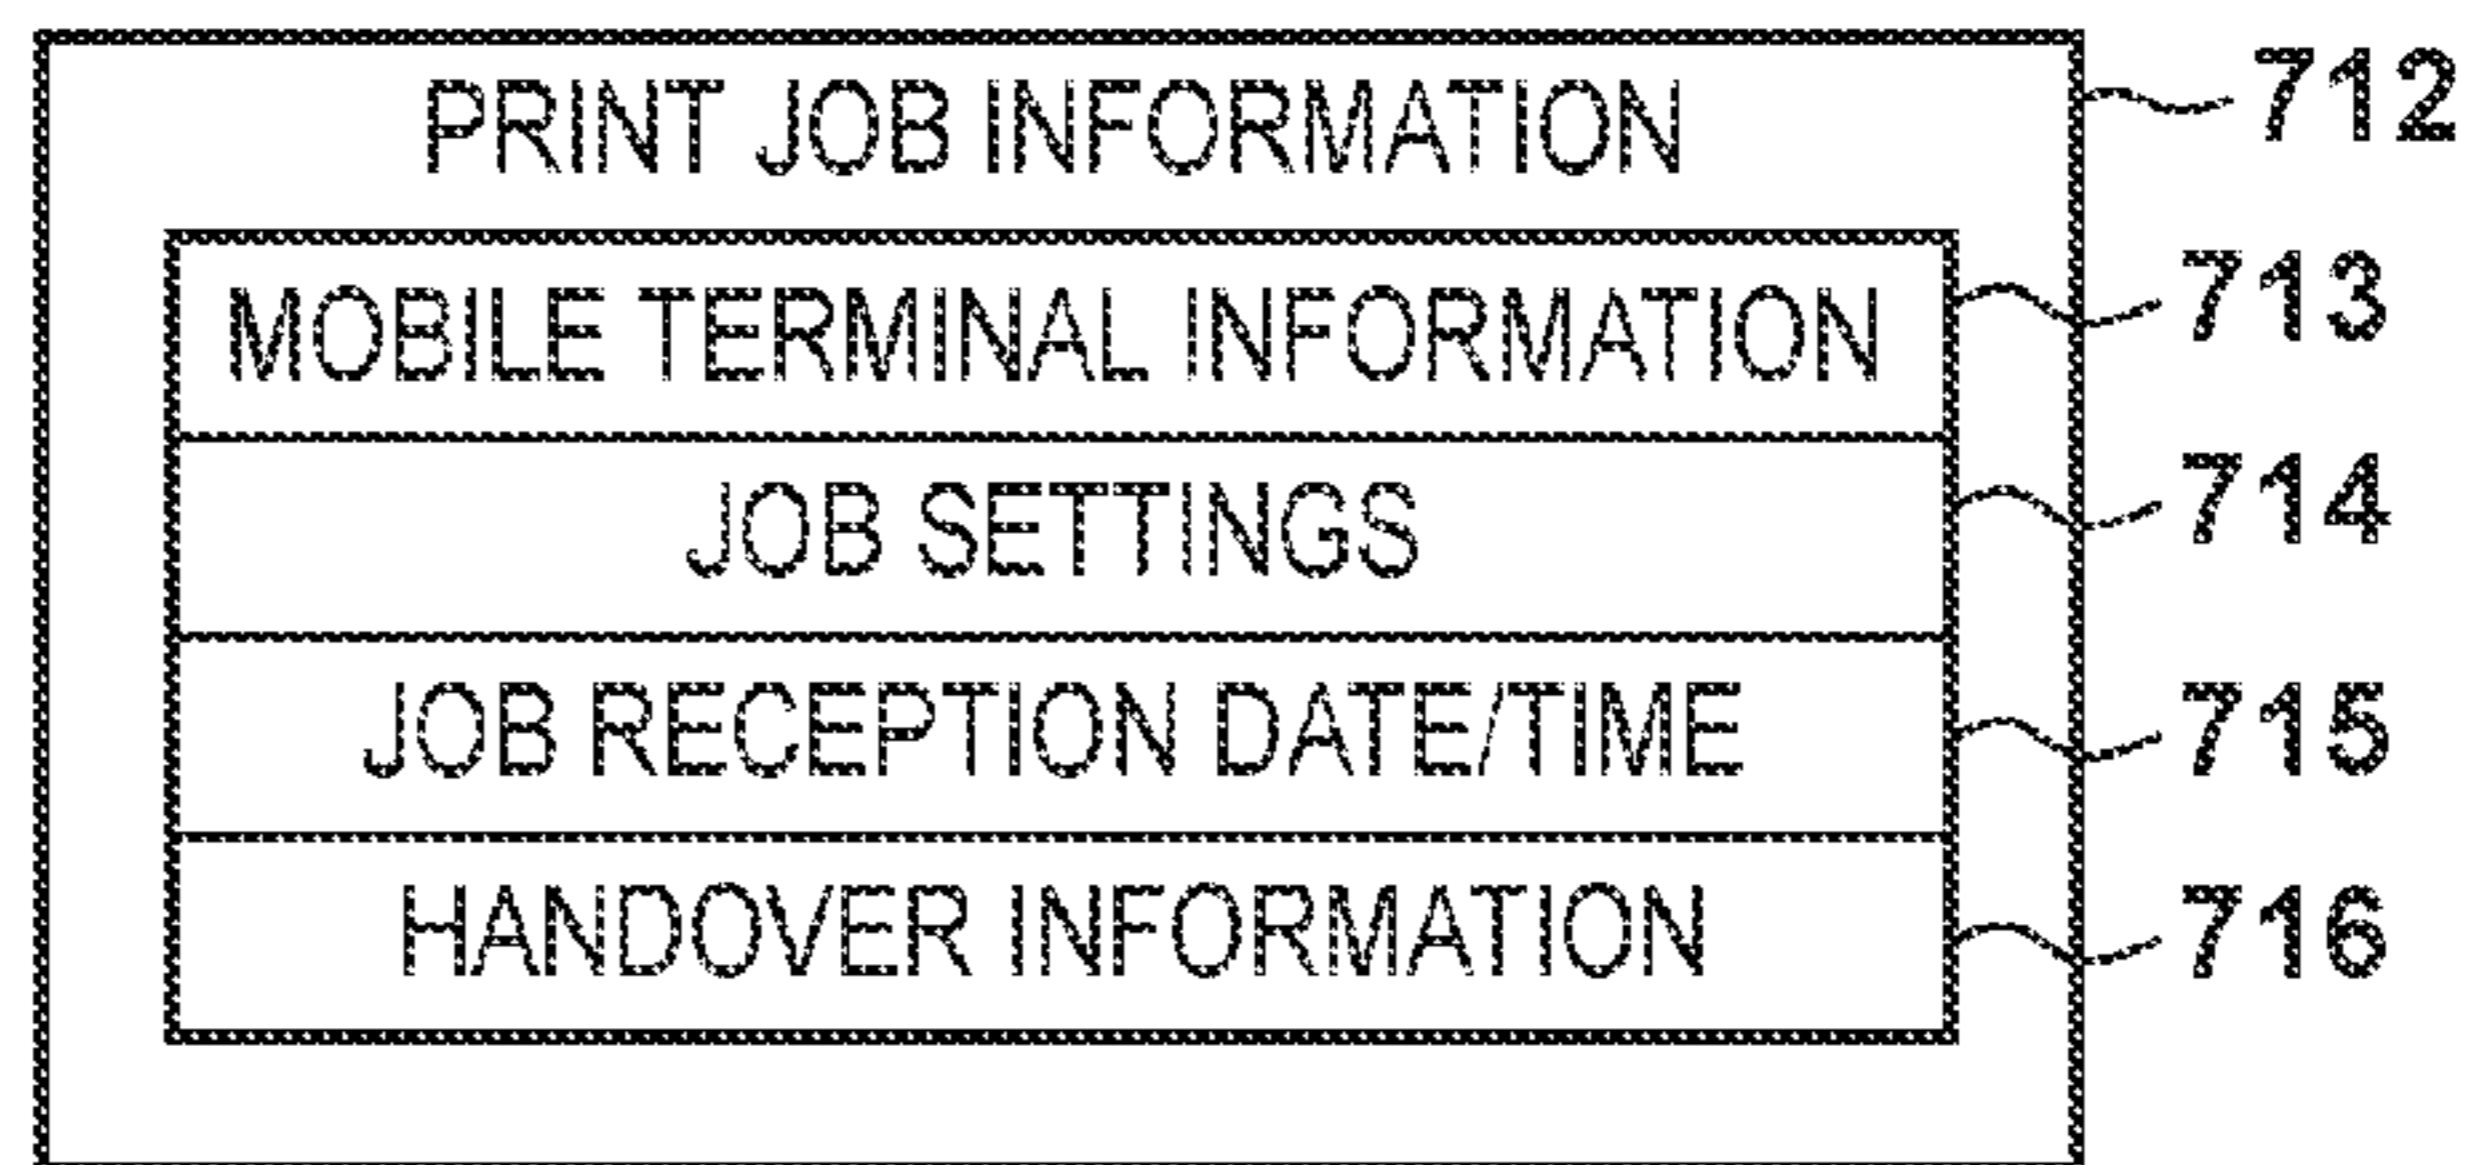 PRINT JOB INFORMATION 712
MOBILE TERMINAL INFORMATION 713
JOB SETTINGS 714
JOB RECEPTION DATE/TIME 715
HANDOVER INFORMATION 716